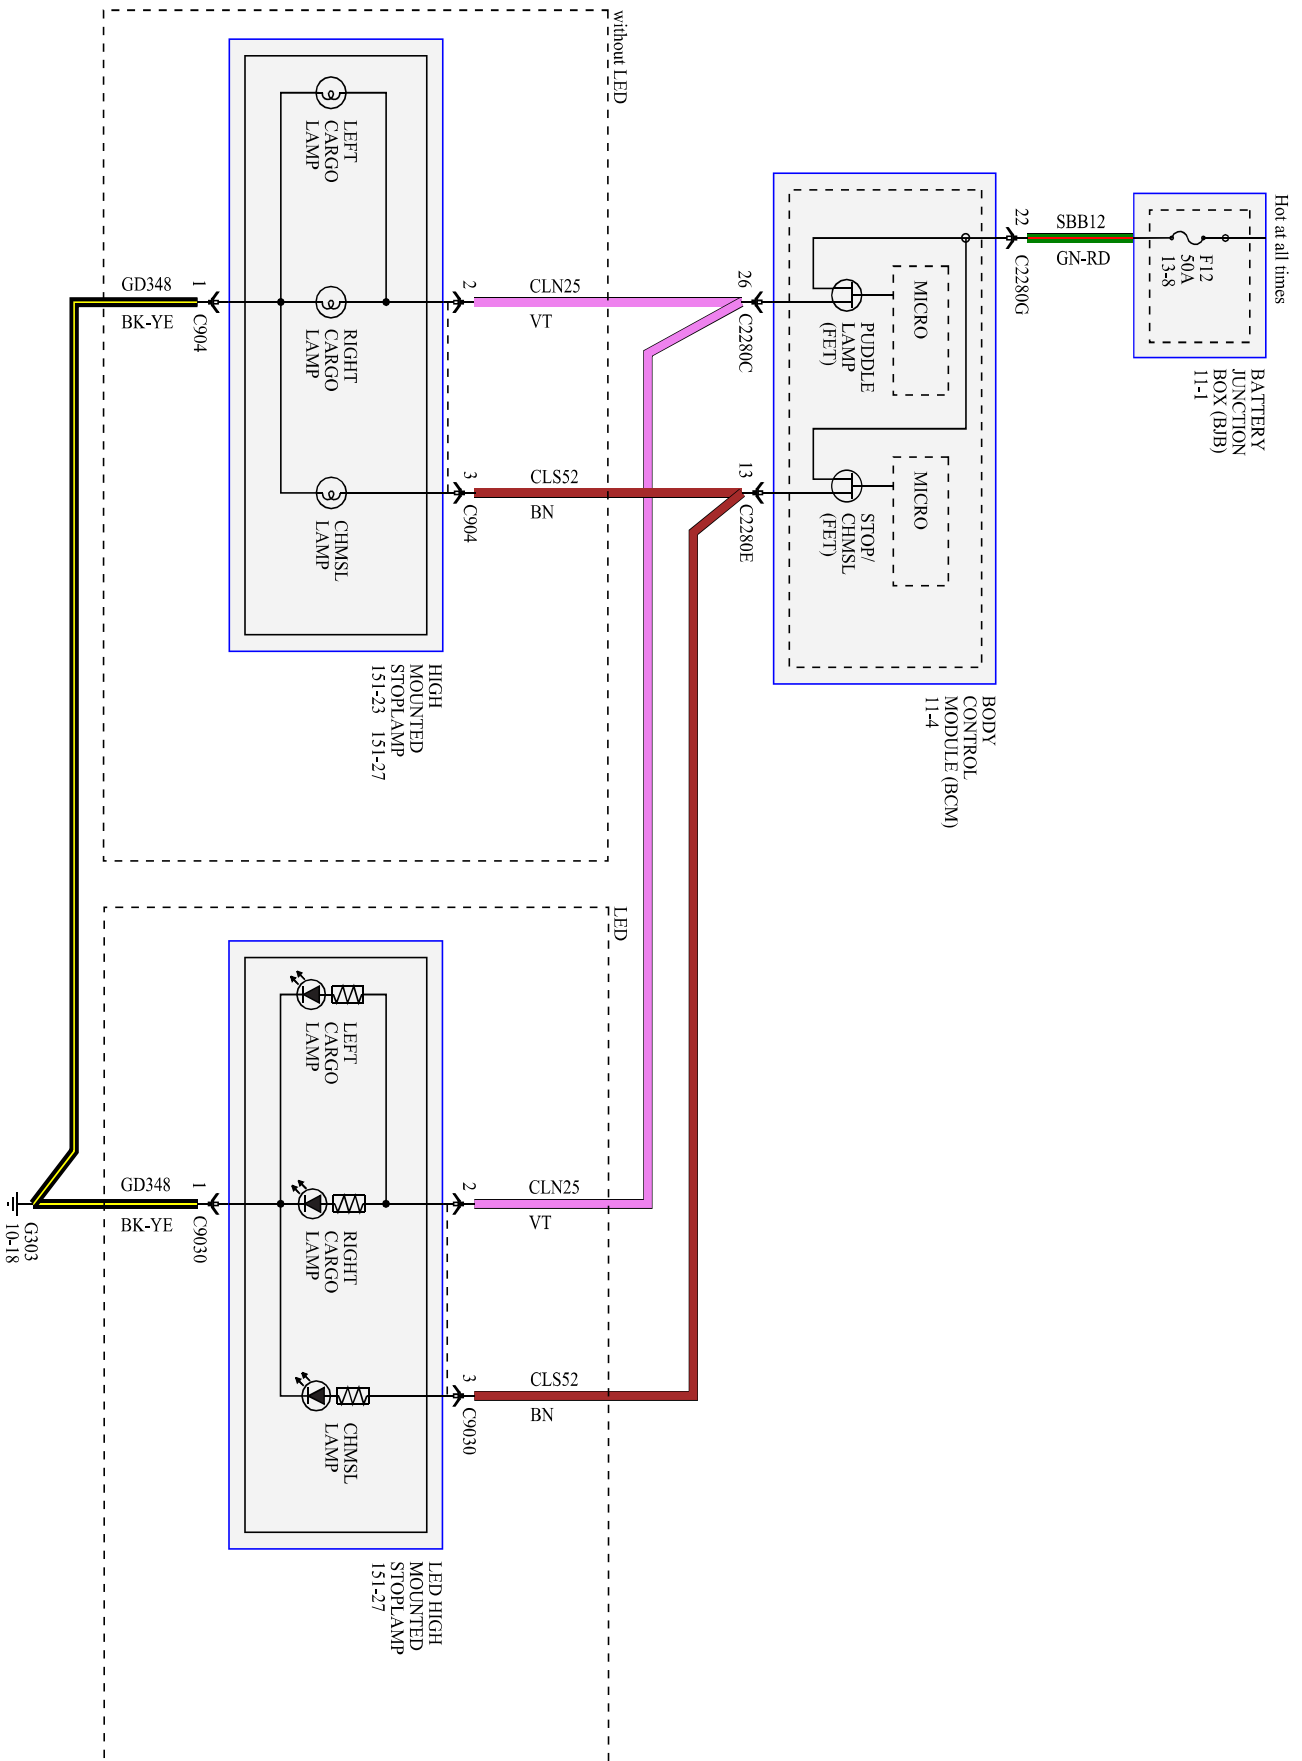 Hot at all times
F12
50A
13-8
BATTERY
JUNCTION
BOX (BJB)
11-1
SBB12
GN-RD
22
C2280G
MICRO
PUDDLE
LAMP
(FET)
MICRO
STOP/
CHMSL
(FET)
BODY
CONTROL
MODULE (BCM)
11-4
26
C2280C
13
C2280E
without LED
CLN25
VT
CLS52
BN
2
3
C904
LEFT
CARGO
LAMP
RIGHT
CARGO
LAMP
CHMSL
LAMP
HIGH
MOUNTED
STOPLAMP
151-23 151-27
1
C904
GD348
BK-YE
LED
CLN25
VT
CLS52
BN
2
3
C9030
LEFT
CARGO
LAMP
RIGHT
CARGO
LAMP
CHMSL
LAMP
LED HIGH
MOUNTED
STOPLAMP
151-27
1
C9030
GD348
BK-YE
G303
10-18